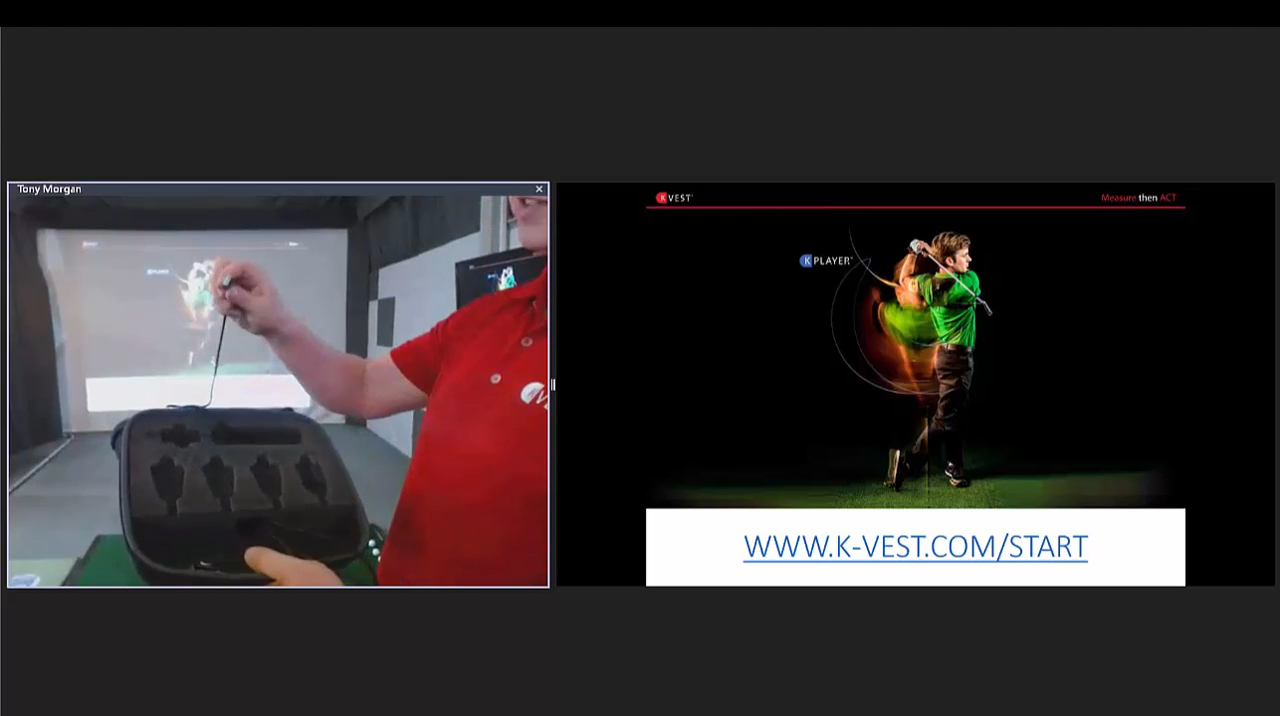 Tony Morgan
K VEST
Measure then ACT
K PLAYER
WWW.K-VEST.COM/START